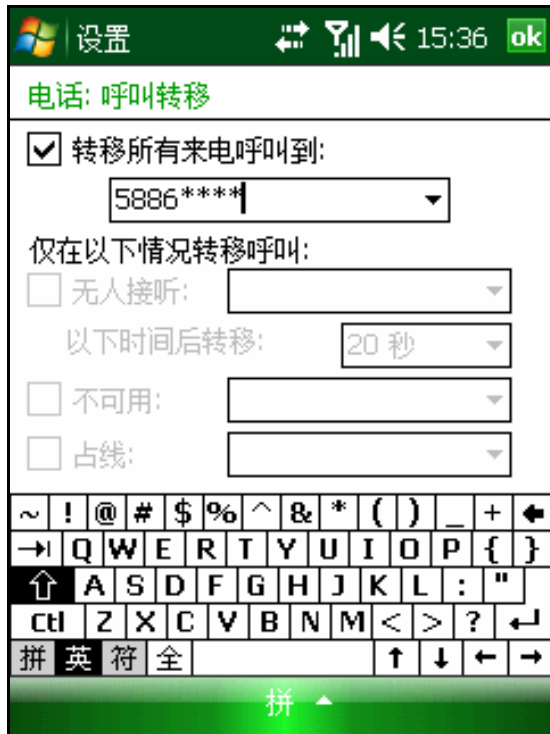 设置 15:36 ok
电话: 呼叫转移
转移所有来电呼叫到:
5886****
仅在以下情况转移呼叫:
无人接听:
以下时间后转移: 20 秒
不可用:
占线:
~ ! @ # $ % ^ & * ( ) _ +
Q W E R T Y U I O P { }
A S D F G H J K L : "
Ctl Z X C V B N M < > ?
拼 英 符 全
拼